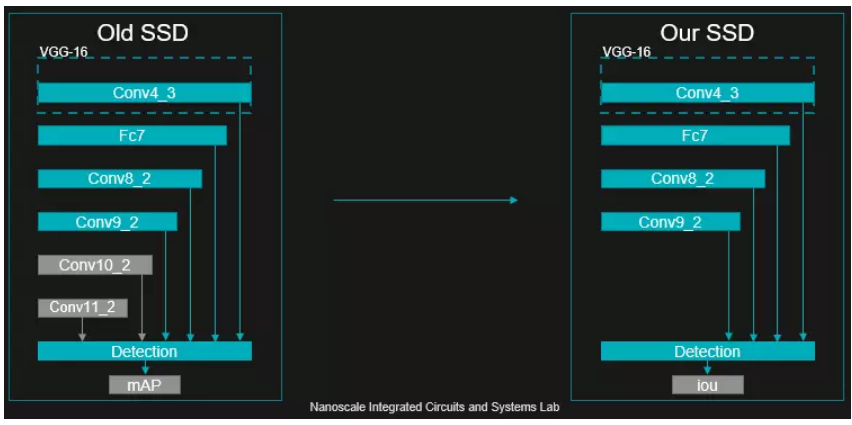 Old SSD
VGG-16
Conv4_3
Fc7
Conv8_2
Conv9_2
Conv10_2
Conv11_2
Detection
mAP
Our SSD
VGG-16
Conv4_3
Fc7
Conv8_2
Conv9_2
Detection
iou
Nanoscale Integrated Circuits and Systems Lab